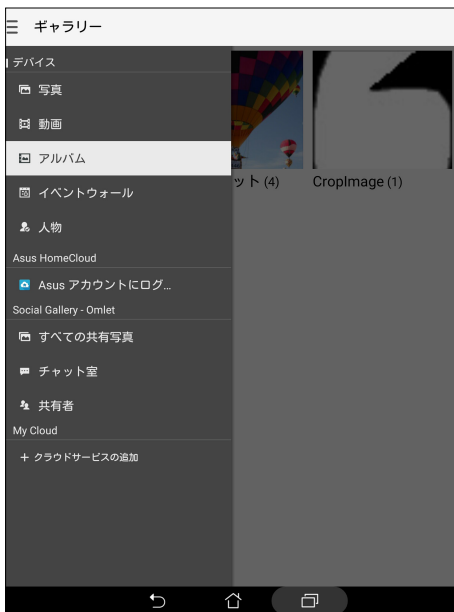 ギャラリー
デバイス
写真
動画
アルバム
イベントウォール
人物
Asus HomeCloud
Asus アカウントにログ...
Social Gallery - Omlet
すべての共有写真
チャット室
共有者
My Cloud
+ クラウドサービスの追加
ット (4)
CropImage (1)